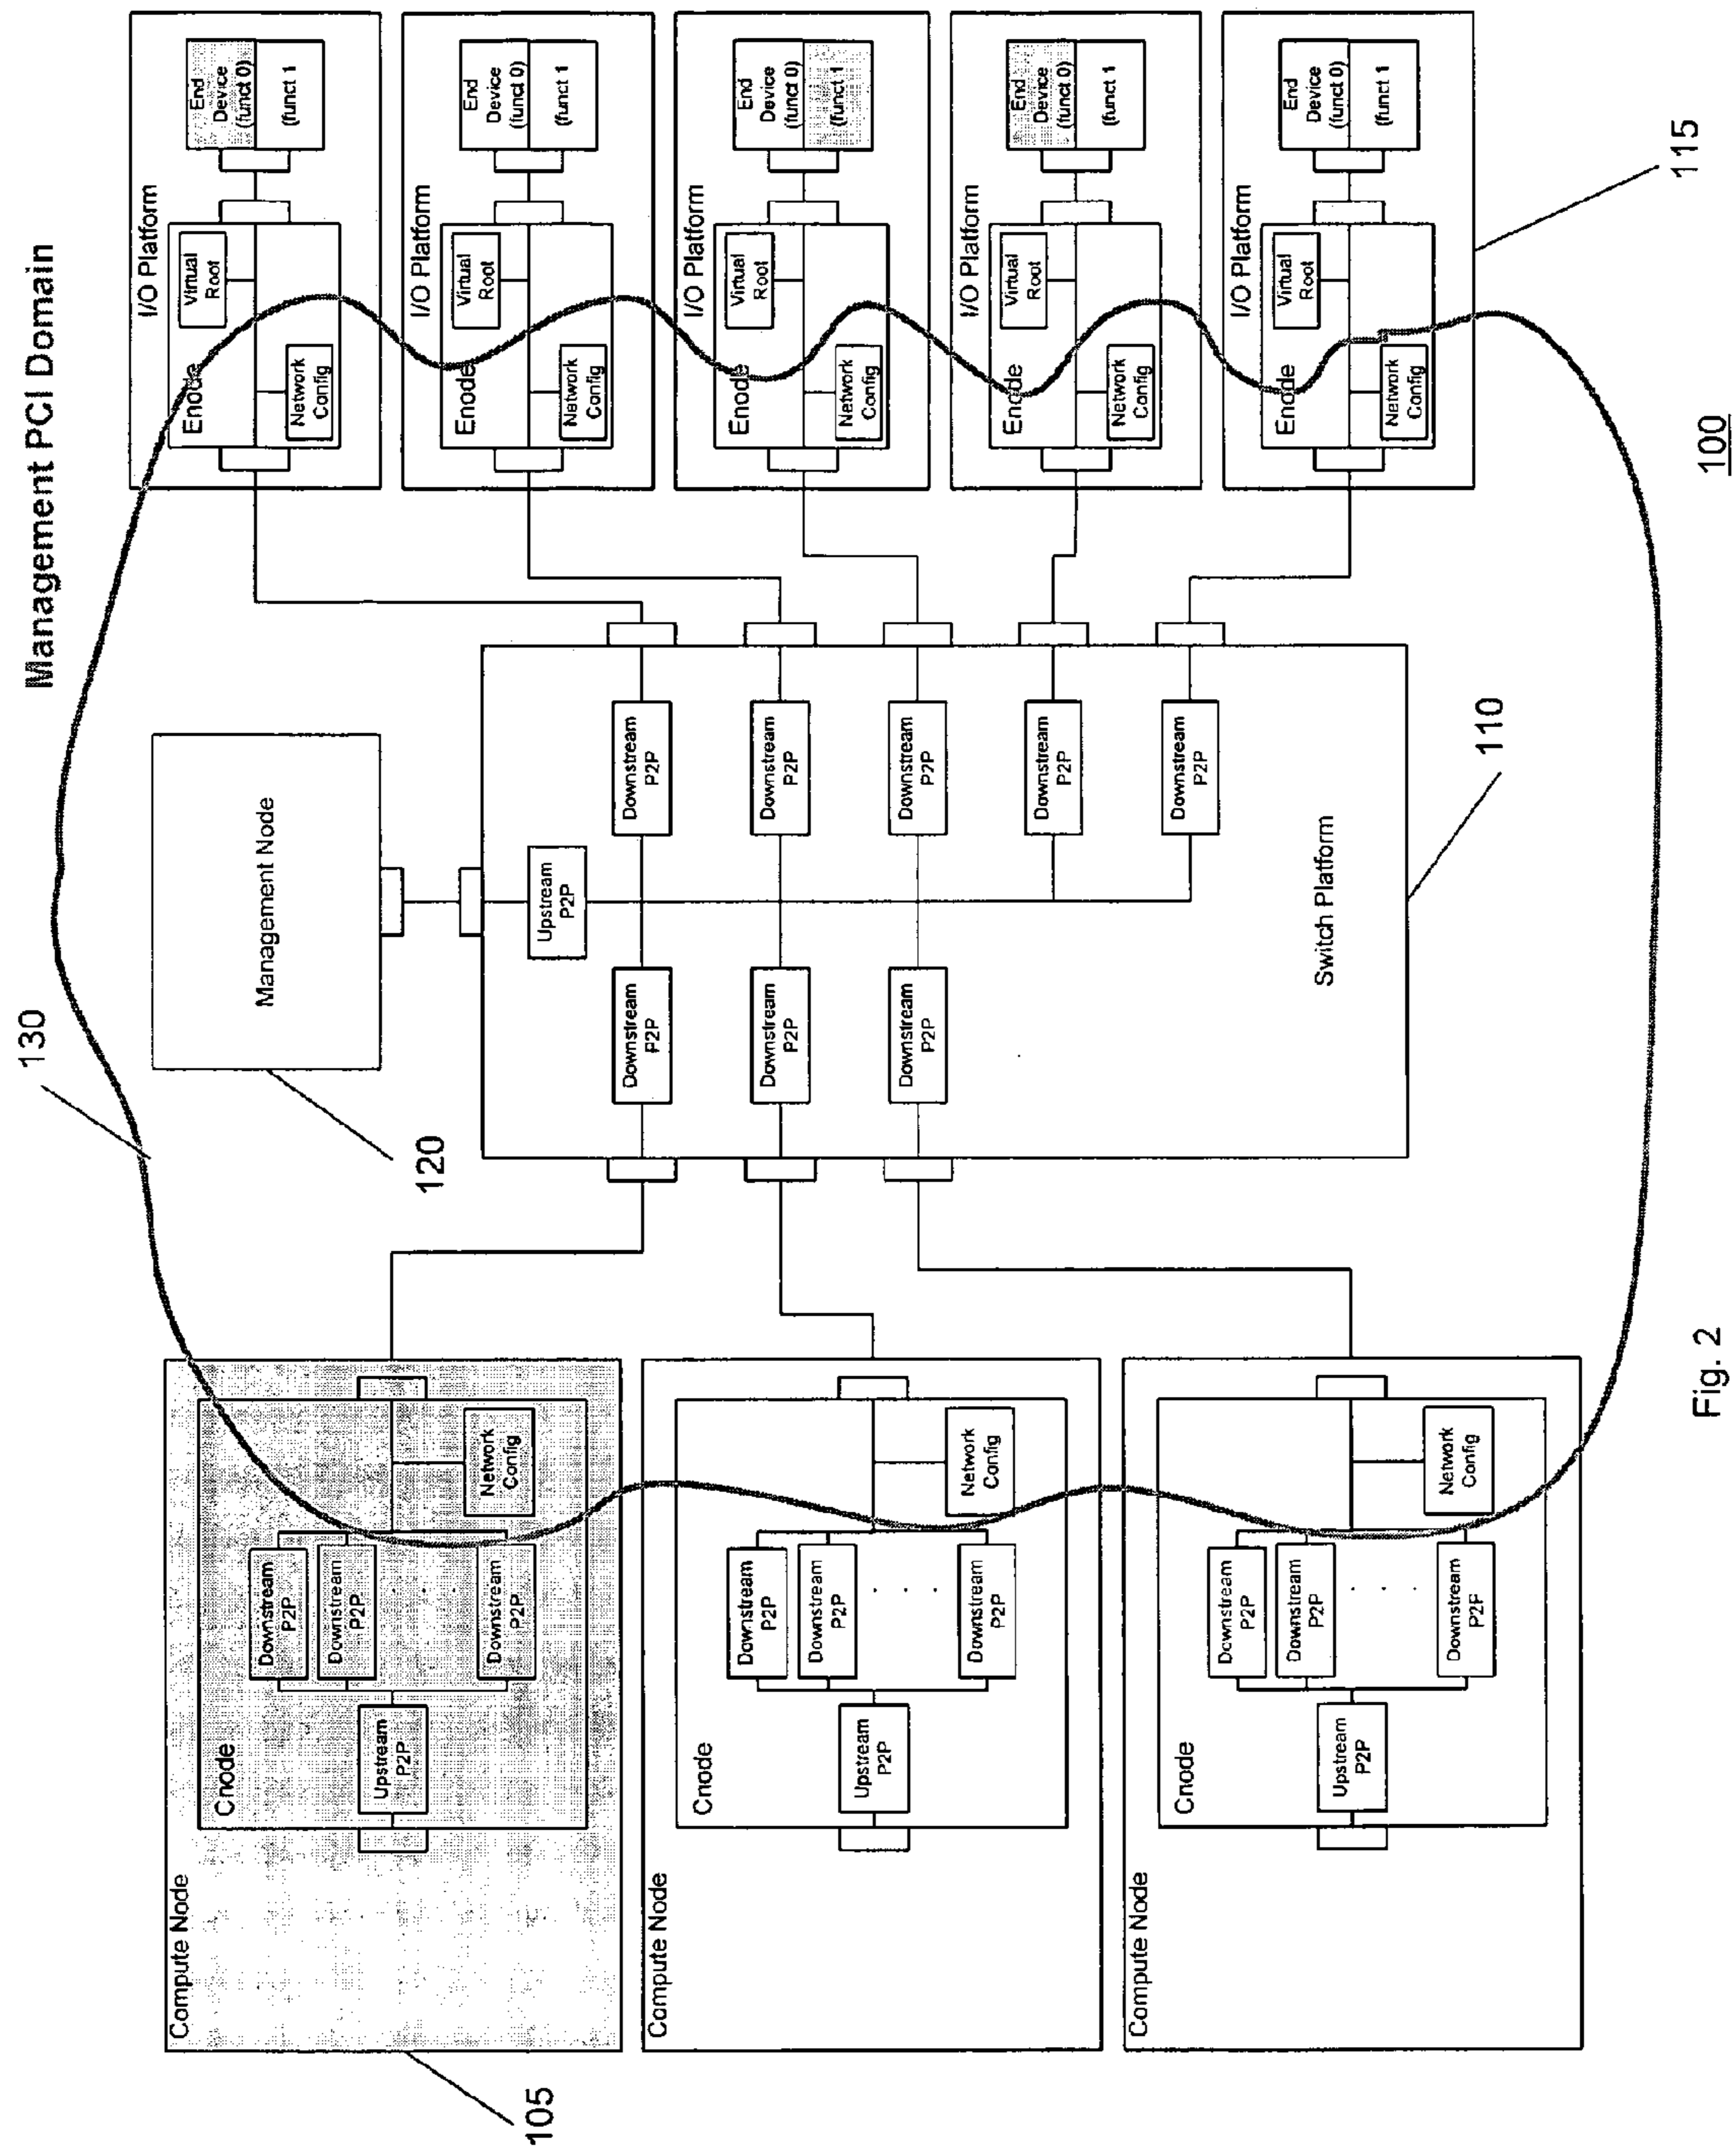 Management PCI Domain
130
Management Node
120
Compute Node
Cnode
Upstream
P2P
Downstream
P2P
Downstream
P2P
. . .
Downstream
P2P
Network
Config
105
Compute Node
Cnode
Upstream
P2P
Downstream
P2P
Downstream
P2P
. . .
Downstream
P2P
Network
Config
Compute Node
Cnode
Upstream
P2P
Downstream
P2P
Downstream
P2P
. . .
Downstream
P2P
Network
Config
Upstream
P2P
Downstream
P2P
Downstream
P2P
Downstream
P2P
Downstream
P2P
Downstream
P2P
Downstream
P2P
Downstream
P2P
Downstream
P2P
Switch Platform
110
I/O Platform
Enode
Virtual
Root
Network
Config
End
Device
(funct 0)
(funct 1
I/O Platform
Enode
Virtual
Root
Network
Config
End
Device
(funct 0)
(funct 1
I/O Platform
Enode
Virtual
Root
Network
Config
End
Device
(funct 0)
(funct 1
I/O Platform
Enode
Virtual
Root
Network
Config
End
Device
(funct 0)
(funct 1
I/O Platform
Enode
Virtual
Root
Network
Config
End
Device
(funct 0)
(funct 1
115
Fig. 2
100